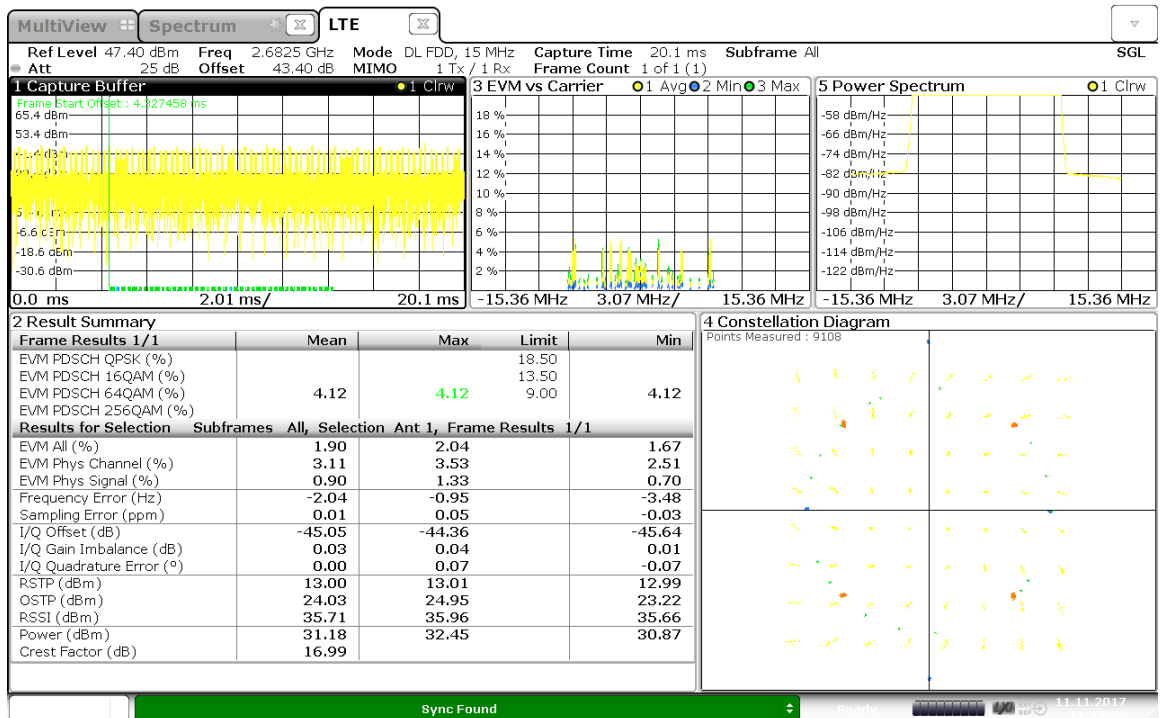 MultiView Spectrum LTE
Ref Level 47.40 dBm Freq 2.6825 GHz Mode DL FDD, 15 MHz Capture Time 20.1 ms Subframe All SGL
Att 25 dB Offset 43.40 dB MIMO 1 Tx / 1 Rx Frame Count 1 of 1 (1)
1 Capture Buffer 1 Clrw
Frame Start Offset : 4.327458 ms
65.4 dBm
53.4 dBm
-6.6 dBm
-18.6 dBm
-30.6 dBm
0.0 ms 2.01 ms/ 20.1 ms
3 EVM vs Carrier 1 Avg 2 Min 3 Max
18 %
16 %
14 %
12 %
10 %
8 %
6 %
4 %
2 %
-15.36 MHz 3.07 MHz/ 15.36 MHz
5 Power Spectrum 1 Clrw
-58 dBm/Hz
-66 dBm/Hz
-74 dBm/Hz
-82 dBm/Hz
-90 dBm/Hz
-98 dBm/Hz
-106 dBm/Hz
-114 dBm/Hz
-122 dBm/Hz
-15.36 MHz 3.07 MHz/ 15.36 MHz
2 Result Summary
Frame Results 1/1 Mean Max Limit Min
EVM PDSCH QPSK (%) 18.50
EVM PDSCH 16QAM (%) 13.50
EVM PDSCH 64QAM (%) 4.12 4.12 9.00 4.12
EVM PDSCH 256QAM (%)
Results for Selection Subframes All, Selection Ant 1, Frame Results 1/1
EVM All (%) 1.90 2.04 1.67
EVM Phys Channel (%) 3.11 3.53 2.51
EVM Phys Signal (%) 0.90 1.33 0.70
Frequency Error (Hz) -2.04 -0.95 -3.48
Sampling Error (ppm) 0.01 0.05 -0.03
I/Q Offset (dB) -45.05 -44.36 -45.64
I/Q Gain Imbalance (dB) 0.03 0.04 0.01
I/Q Quadrature Error (º) 0.00 0.07 -0.07
RSTP (dBm) 13.00 13.01 12.99
OSTP (dBm) 24.03 24.95 23.22
RSSI (dBm) 35.71 35.96 35.66
Power (dBm) 31.18 32.45 30.87
Crest Factor (dB) 16.99
4 Constellation Diagram
Points Measured : 9108
Sync Found Ready 11.11.2017